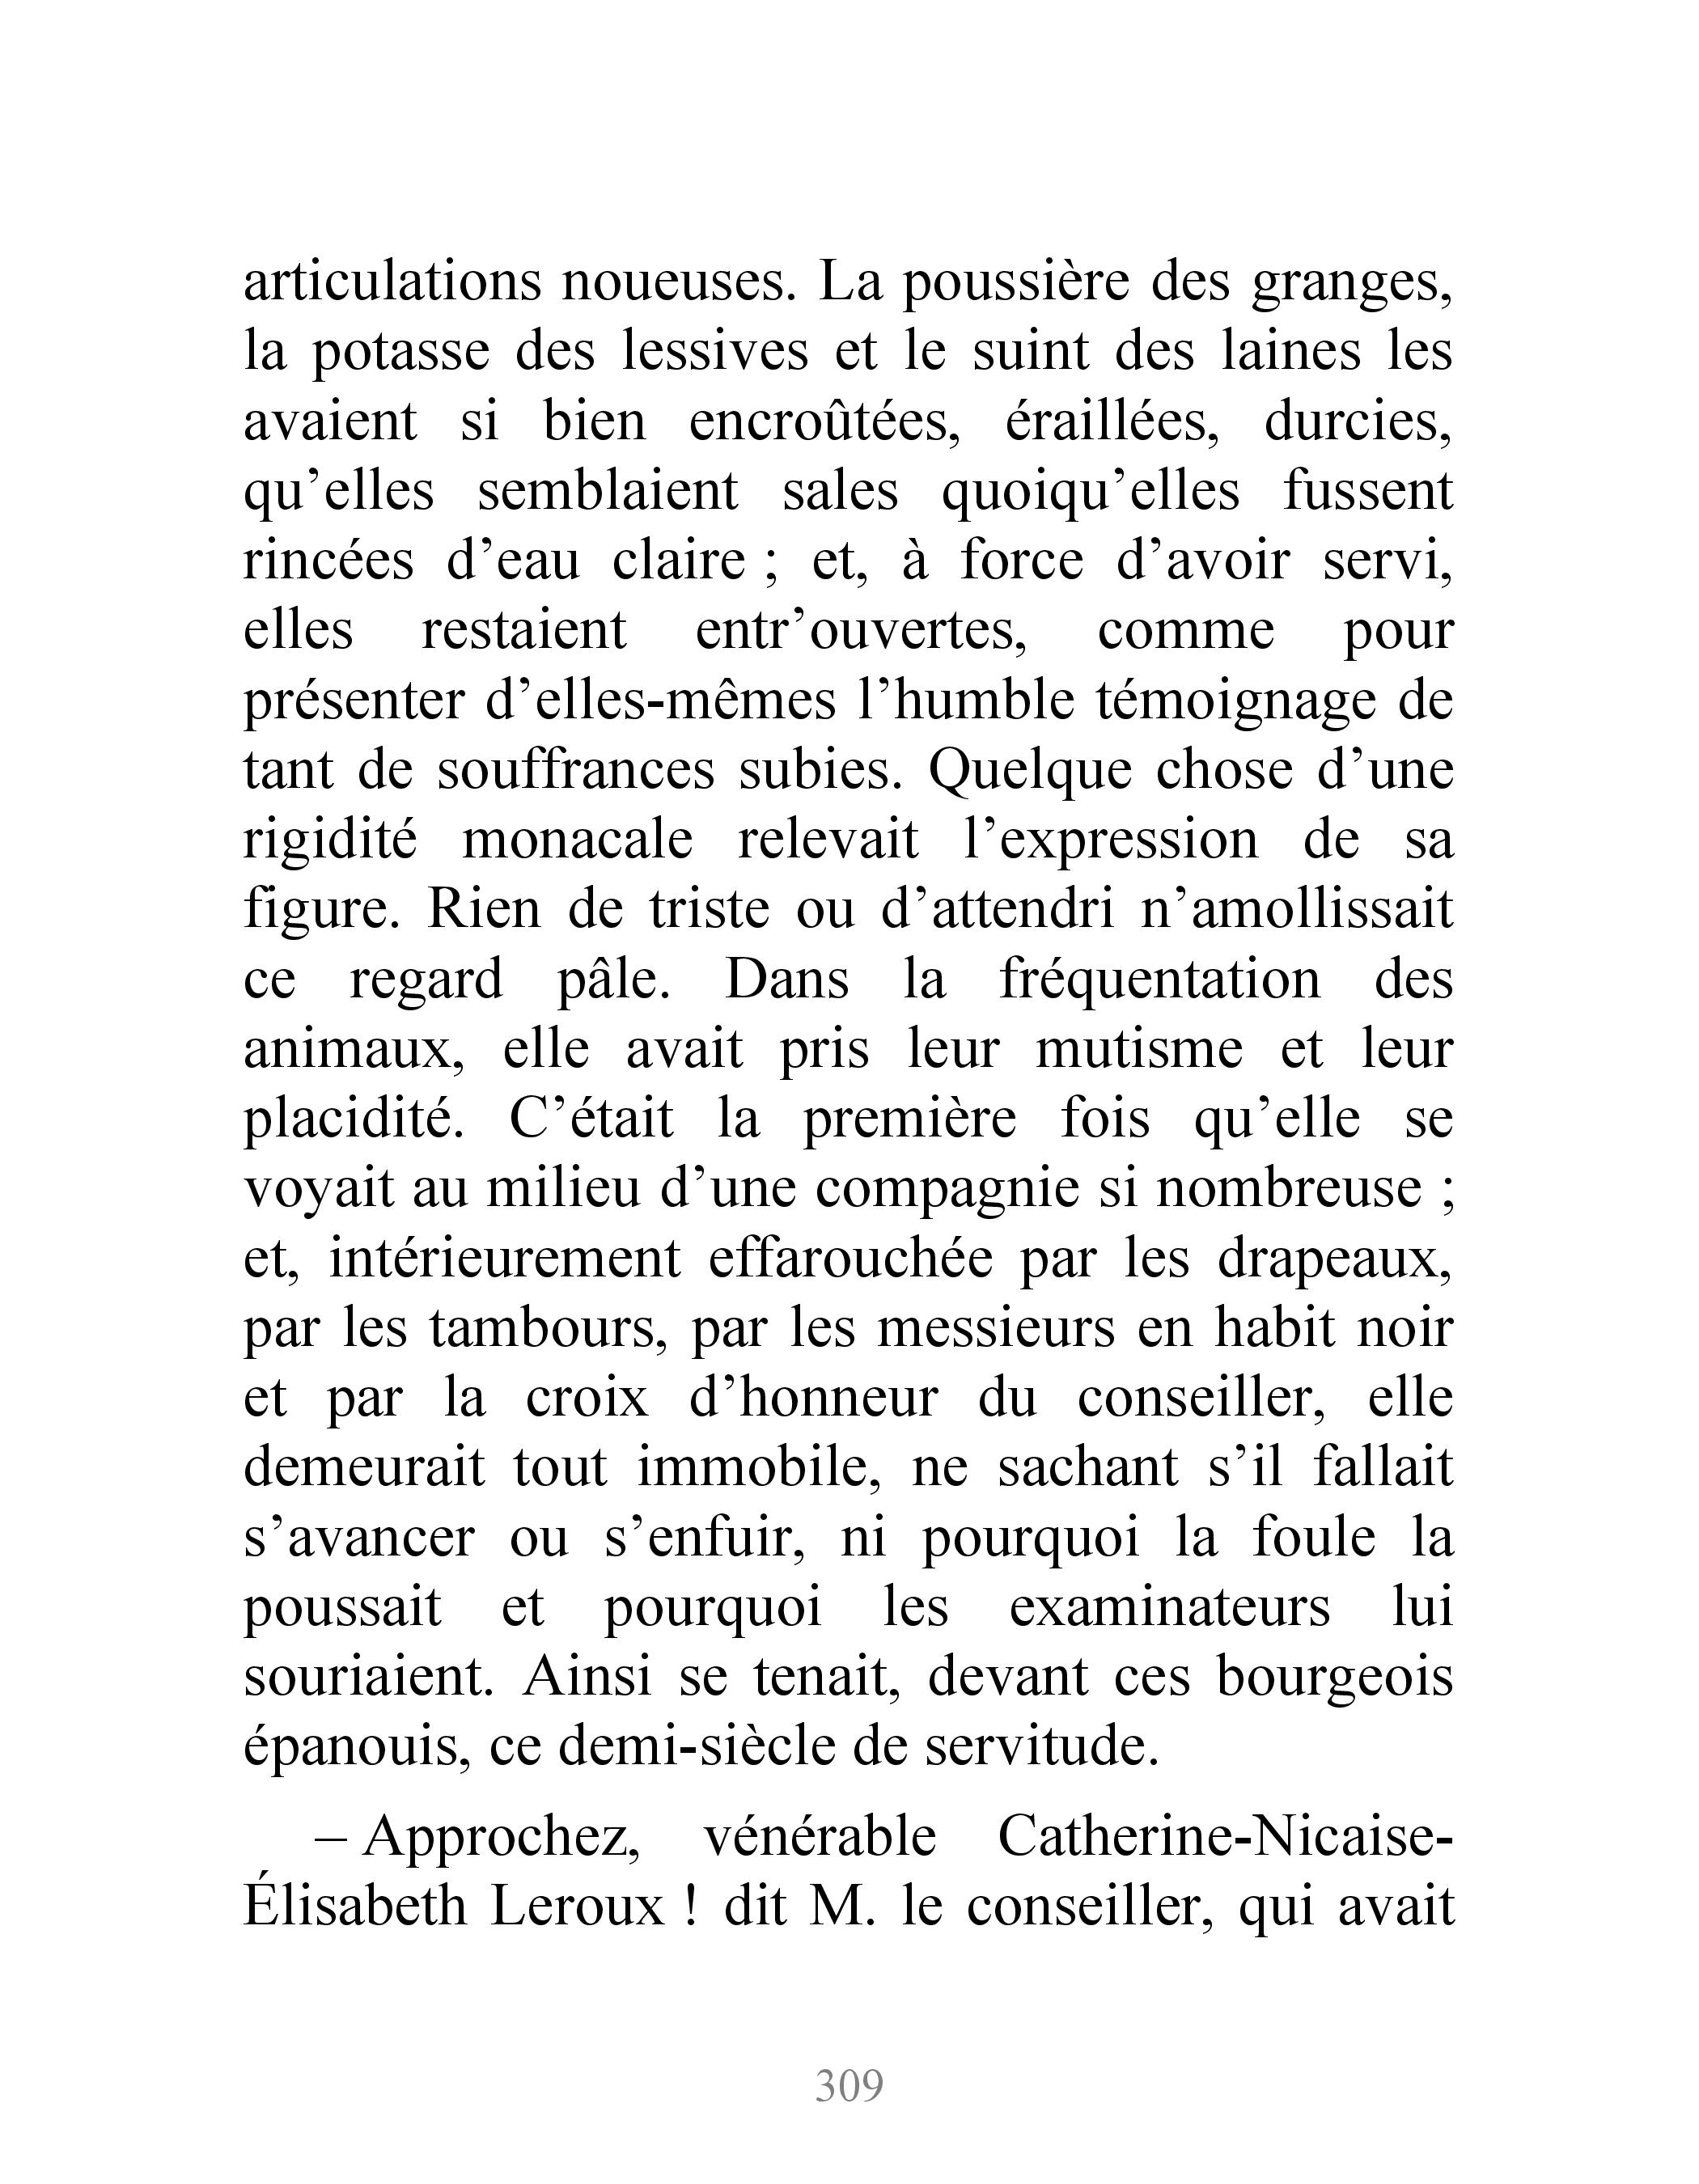 articulations noueuses. La poussière des granges,
la potasse des lessives et le suint des laines les
avaient si bien encroûtées, éraillées, durcies,
qu’elles semblaient sales quoiqu’elles fussent
rincées d’eau claire ; et, à force d’avoir servi,
elles restaient entr’ouvertes, comme pour
présenter d’elles-mêmes l’humble témoignage de
tant de souffrances subies. Quelque chose d’une
rigidité monacale relevait l’expression de sa
figure. Rien de triste ou d’attendri n’amollissait
ce regard pâle. Dans la fréquentation des
animaux, elle avait pris leur mutisme et leur
placidité. C’était la première fois qu’elle se
voyait au milieu d’une compagnie si nombreuse ;
et, intérieurement effarouchée par les drapeaux,
par les tambours, par les messieurs en habit noir
et par la croix d’honneur du conseiller, elle
demeurait tout immobile, ne sachant s’il fallait
s’avancer ou s’enfuir, ni pourquoi la foule la
poussait et pourquoi les examinateurs lui
souriaient. Ainsi se tenait, devant ces bourgeois
épanouis, ce demi-siècle de servitude.
– Approchez, vénérable Catherine-Nicaise-
Élisabeth Leroux ! dit M. le conseiller, qui avait
309